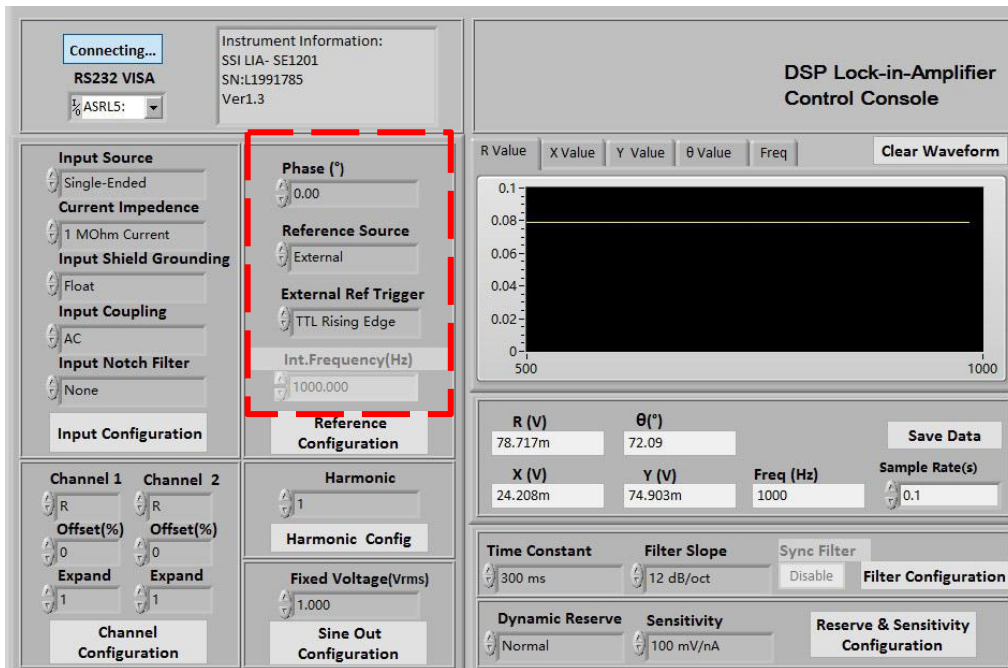 Connecting...
RS232 VISA
I/O ASRL5:
Instrument Information:
SSI LIA- SE1201
SN:L1991785
Ver1.3
DSP Lock-in-Amplifier
Control Console
Input Source
Single-Ended
Current Impedence
1 MOhm Current
Input Shield Grounding
Float
Input Coupling
AC
Input Notch Filter
None
Input Configuration
Phase (°)
0.00
Reference Source
External
External Ref Trigger
TTL Rising Edge
Int.Frequency(Hz)
1000.000
Reference
Configuration
R Value X Value Y Value θ Value Freq
Clear Waveform
0.1
0.08
0.06
0.04
0.02
0
500 1000
R (V) θ(°)
78.717m 72.09
Save Data
X (V) Y (V) Freq (Hz) Sample Rate(s)
24.208m 74.903m 1000 0.1
Channel 1 Channel 2
R R
Offset(%) Offset(%)
0 0
Expand Expand
1 1
Channel
Configuration
Harmonic
1
Harmonic Config
Fixed Voltage(Vrms)
1.000
Sine Out
Configuration
Time Constant Filter Slope Sync Filter
300 ms 12 dB/oct Disable Filter Configuration
Dynamic Reserve Sensitivity
Normal 100 mV/nA
Reserve & Sensitivity
Configuration